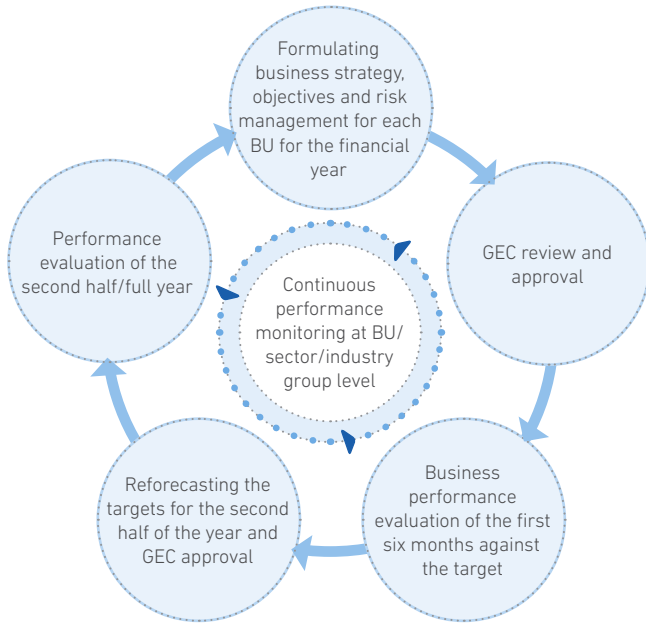 Formulating
business strategy,
objectives and risk
management for each
BU for the financial
year
GEC review and
approval
Business
performance
evaluation of the first
six months against
the target
Reforecasting the
targets for the second
half of the year and
GEC approval
Performance
evaluation of the
second half/full year
Continuous
performance
monitoring at BU/
sector/industry
group level